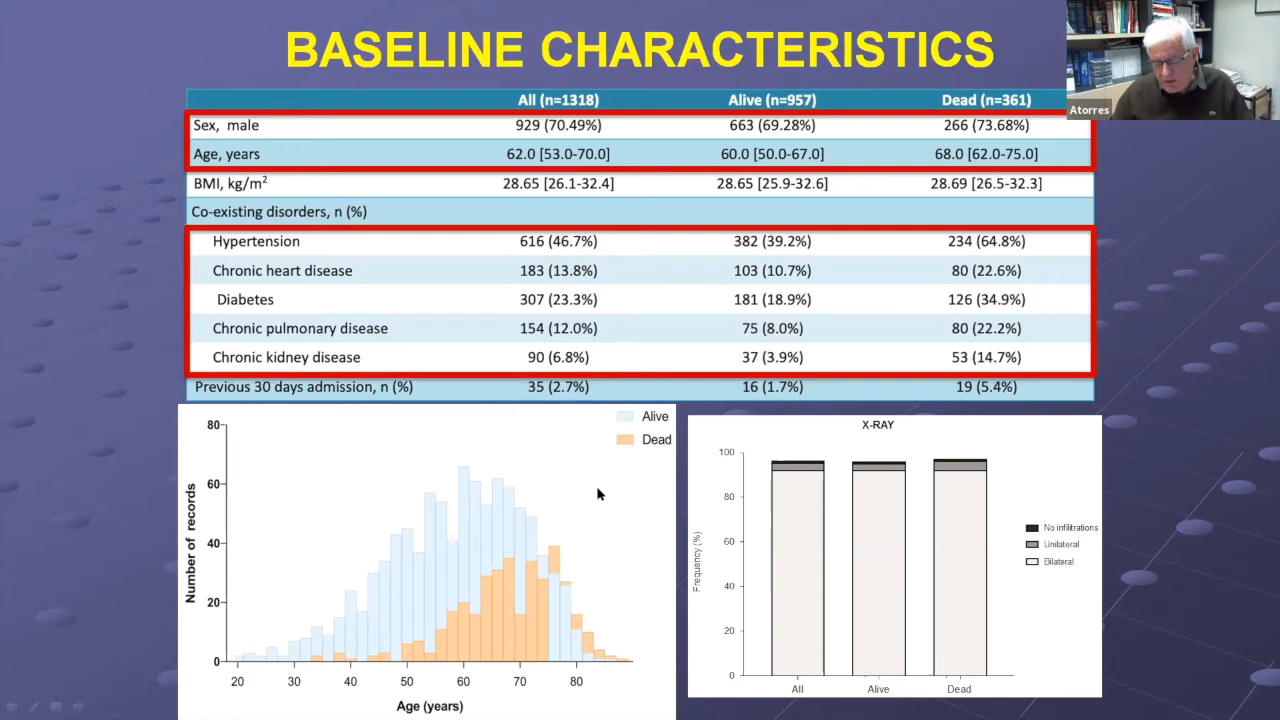 BASELINE CHARACTERISTICS
Atorres
All (n=1318) Alive (n=957) Dead (n=361)
Sex, male 929 (70.49%) 663 (69.28%) 266 (73.68%)
Age, years 62.0 [53.0-70.0] 60.0 [50.0-67.0] 68.0 [62.0-75.0]
BMI, kg/m2 28.65 [26.1-32.4] 28.65 [25.9-32.6] 28.69 [26.5-32.3]
Co-existing disorders, n (%)
Hypertension 616 (46.7%) 382 (39.2%) 234 (64.8%)
Chronic heart disease 183 (13.8%) 103 (10.7%) 80 (22.6%)
Diabetes 307 (23.3%) 181 (18.9%) 126 (34.9%)
Chronic pulmonary disease 154 (12.0%) 75 (8.0%) 80 (22.2%)
Chronic kidney disease 90 (6.8%) 37 (3.9%) 53 (14.7%)
Previous 30 days admission, n (%) 35 (2.7%) 16 (1.7%) 19 (5.4%)
Alive
Dead
80
60
40
20
0
Number of records
20 30 40 50 60 70 80
Age (years)
X-RAY
100
80
60
40
20
0
Frequency (%)
All Alive Dead
No infiltrations
Unilateral
Bilateral